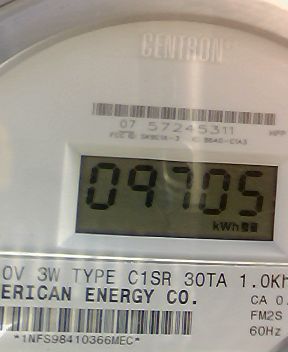 CENTRON
07 57245311
09705
kWh
0V 3W TYPE C1SR 30TA 1.0Kh
ERICAN ENERGY CO.
CA 0.
FM2S
60Hz
*1NFS98410366MEC*